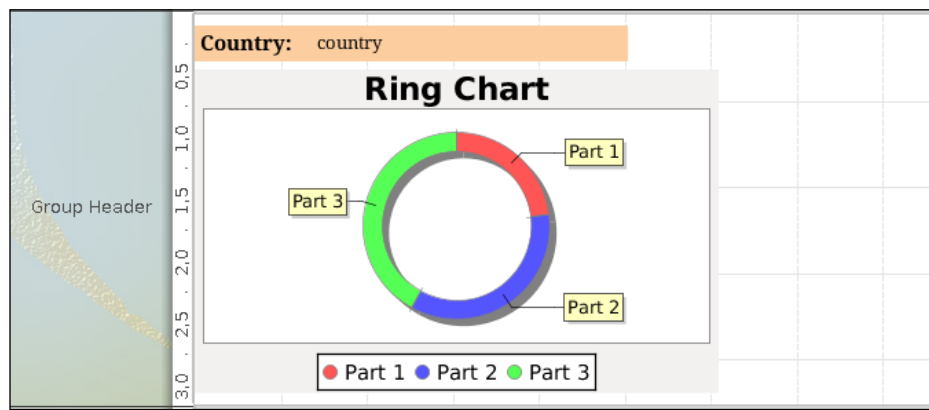 Country: country
Ring Chart
Part 1
Part 3
Part 2
Part 1 Part 2 Part 3
Group Header
0,5
1,0
1,5
2,0
2,5
3,0